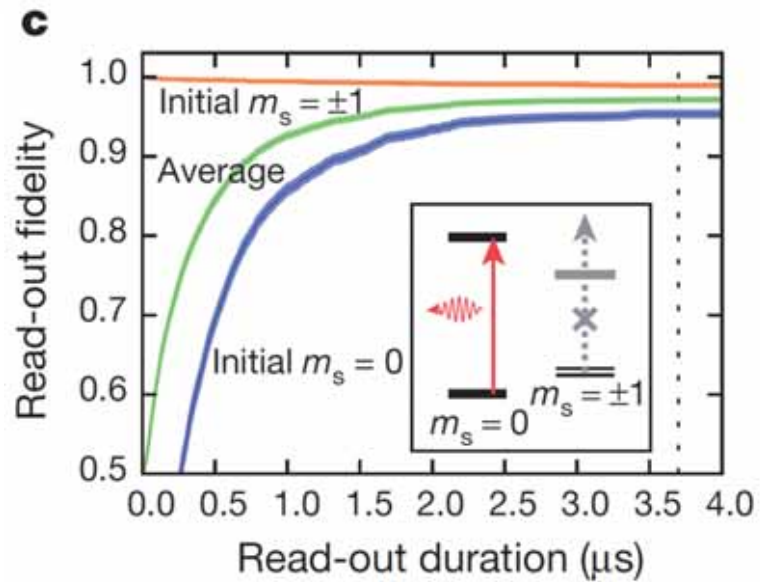 c
1.0
Initial mₛ = ±1
0.9
Average
0.8
0.7
Initial mₛ = 0
0.6
mₛ = 0
mₛ = ±1
0.5
0.0 0.5 1.0 1.5 2.0 2.5 3.0 3.5 4.0
Read-out duration (μs)
Read-out fidelity